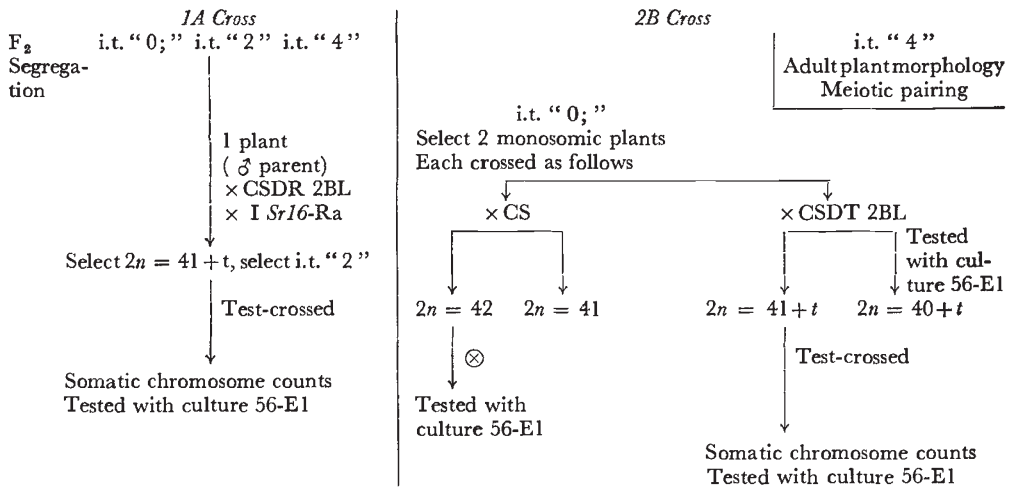 1A Cross
F₂ i.t. “ 0; ” i.t. “ 2 ” i.t. “ 4 ”
Segrega-
tion
1 plant
( ♂ parent)
× CSDR 2BL
× I Sr16-Ra
Select 2n = 41 + t, select i.t. “ 2 ”
Test-crossed
Somatic chromosome counts
Tested with culture 56-E1
2B Cross
i.t. “ 4 ”
Adult plant morphology
Meiotic pairing
i.t. “ 0; ”
Select 2 monosomic plants
Each crossed as follows
× CS
× CSDT 2BL
Tested
with cul-
ture 56-E1
2n = 42
2n = 41
2n = 41 + t
2n = 40 + t
⊗
Test-crossed
Tested with
culture 56-E1
Somatic chromosome counts
Tested with culture 56-E1